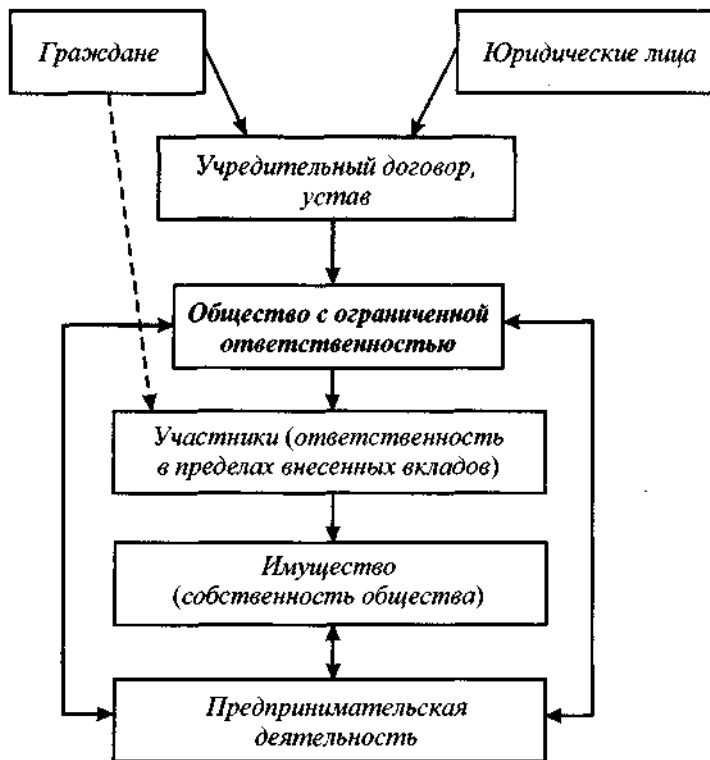 Граждане
Юридические лица
Учредительный договор,
устав
Общество с ограниченной
ответственностью
Участники (ответственность
в пределах внесенных вкладов)
Имущество
(собственность общества)
Предпринимательская
деятельность